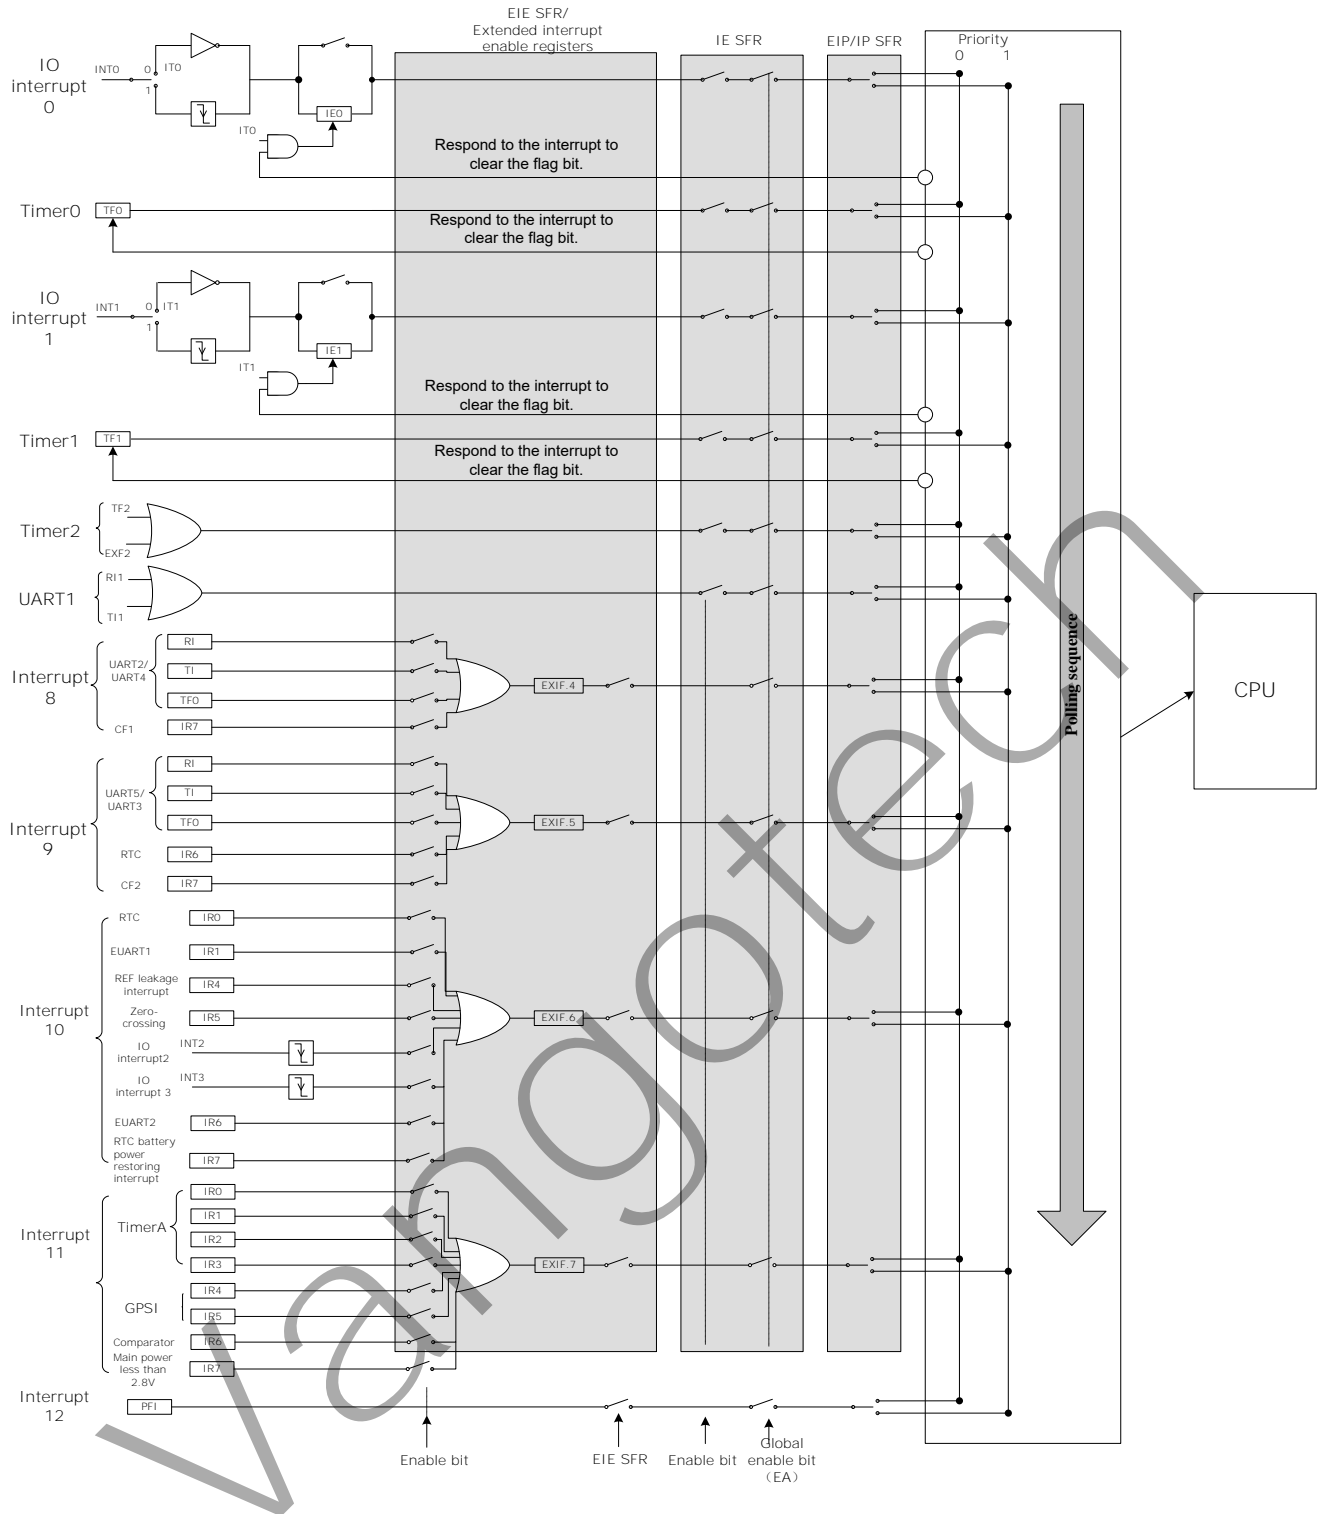 EIE SFR/
Extended interrupt
enable registers
IE SFR
EIP/IP SFR
Priority
0 1
IO
interrupt
0
INT0
0
IT0
1
IE0
IT0
Respond to the interrupt to
clear the flag bit.
Timer0
TF0
Respond to the interrupt to
clear the flag bit.
IO
interrupt
1
INT1
0
IT1
1
IE1
IT1
Respond to the interrupt to
clear the flag bit.
Timer1
TF1
Respond to the interrupt to
clear the flag bit.
Timer2
TF2
EXF2
UART1
RI1
TI1
Interrupt
8
UART2/
UART4
RI
TI
TF0
CF1
IR7
EXIF.4
Interrupt
9
UART5/
UART3
RI
TI
TF0
RTC
IR6
CF2
IR7
EXIF.5
Interrupt
10
RTC
IR0
EUART1
IR1
REF leakage
interrupt
IR4
Zero-
crossing
IR5
IO
interrupt2
INT2
IO
interrupt 3
INT3
EUART2
IR6
RTC battery
power
restoring
interrupt
IR7
EXIF.6
Interrupt
11
TimerA
IR0
IR1
IR2
IR3
GPSI
IR4
IR5
Comparator
IR6
Main power
less than
2.8V
IR7
EXIF.7
Interrupt
12
PFI
Enable bit
EIE SFR
Enable bit
Global
enable bit
(EA)
Polling sequence
CPU
Vangotech